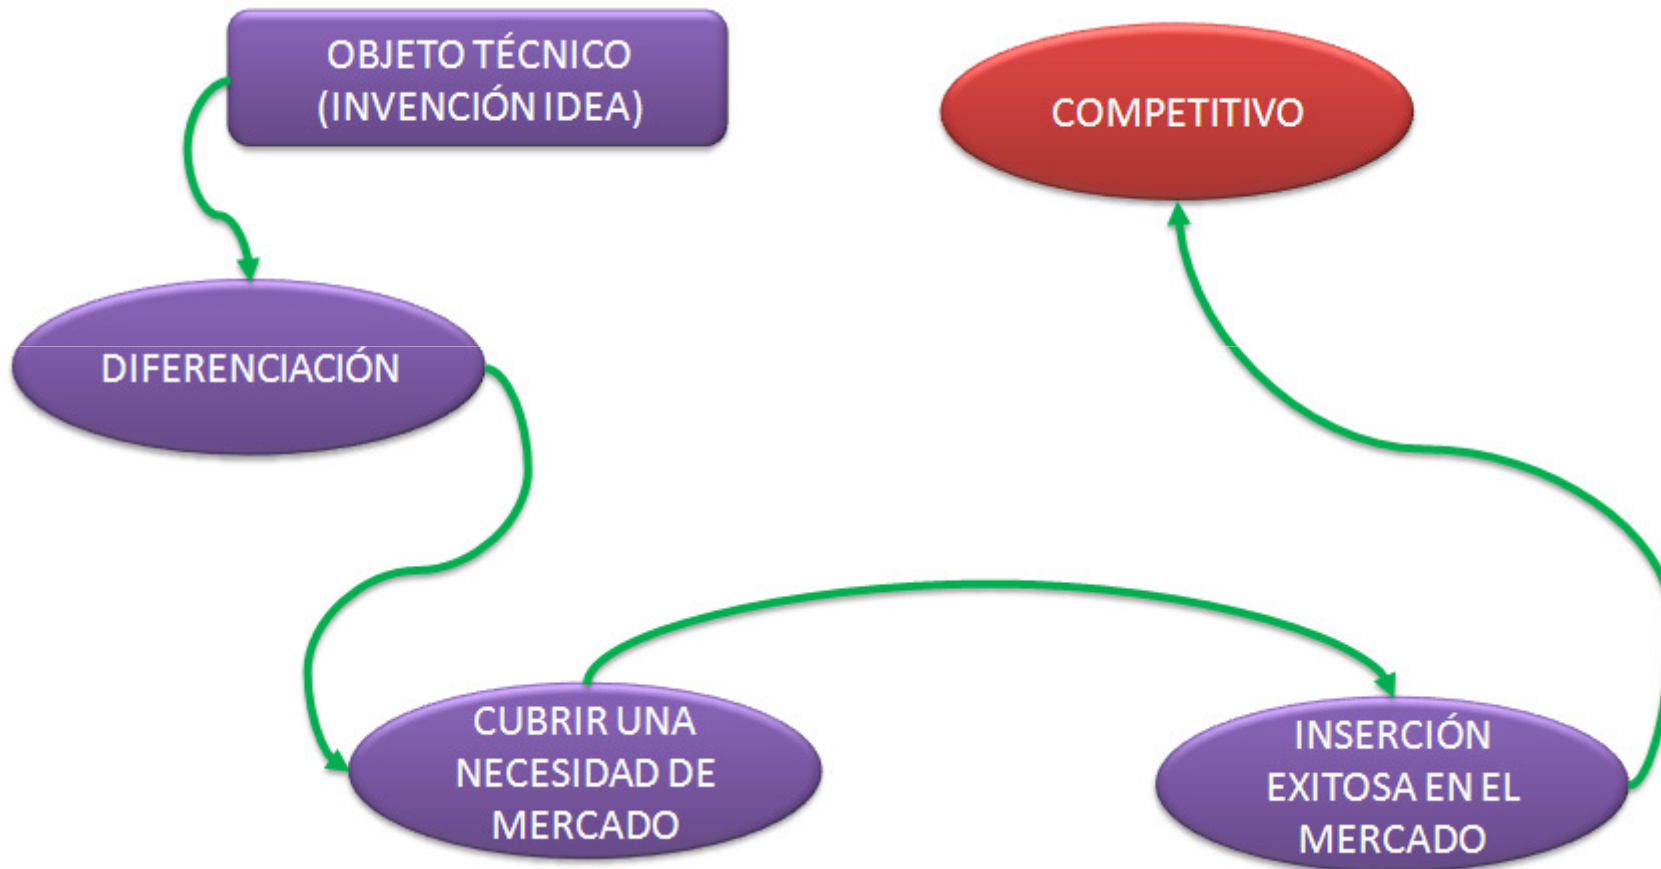 OBJETO TÉCNICO
(INVENCIÓN IDEA)
COMPETITIVO
DIFERENCIACIÓN
CUBRIR UNA
NECESIDAD DE
MERCADO
INSERCIÓN
EXITOSA EN EL
MERCADO